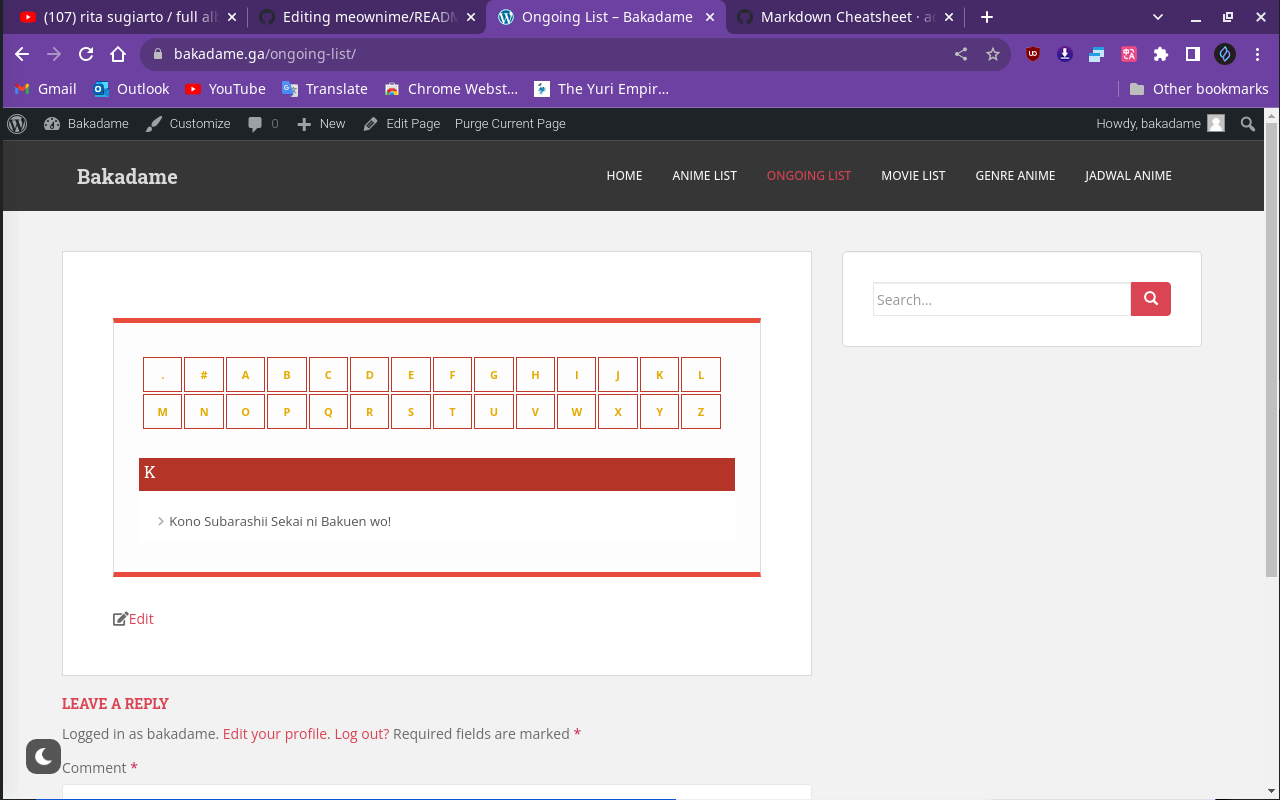 (107) rita sugiarto / full alb
Editing meownime/READM
Ongoing List – Bakadame
Markdown Cheatsheet · ad
bakadame.ga/ongoing-list/
Gmail
Outlook
YouTube
Translate
Chrome Webst...
The Yuri Empir...
Other bookmarks
Bakadame
Customize
0
New
Edit Page
Purge Current Page
Howdy, bakadame
Bakadame
HOME
ANIME LIST
ONGOING LIST
MOVIE LIST
GENRE ANIME
JADWAL ANIME
Search...
. # A B C D E F G H I J K L
M N O P Q R S T U V W X Y Z
K
Kono Subarashii Sekai ni Bakuen wo!
Edit
LEAVE A REPLY
Logged in as bakadame. Edit your profile. Log out? Required fields are marked *
Comment *